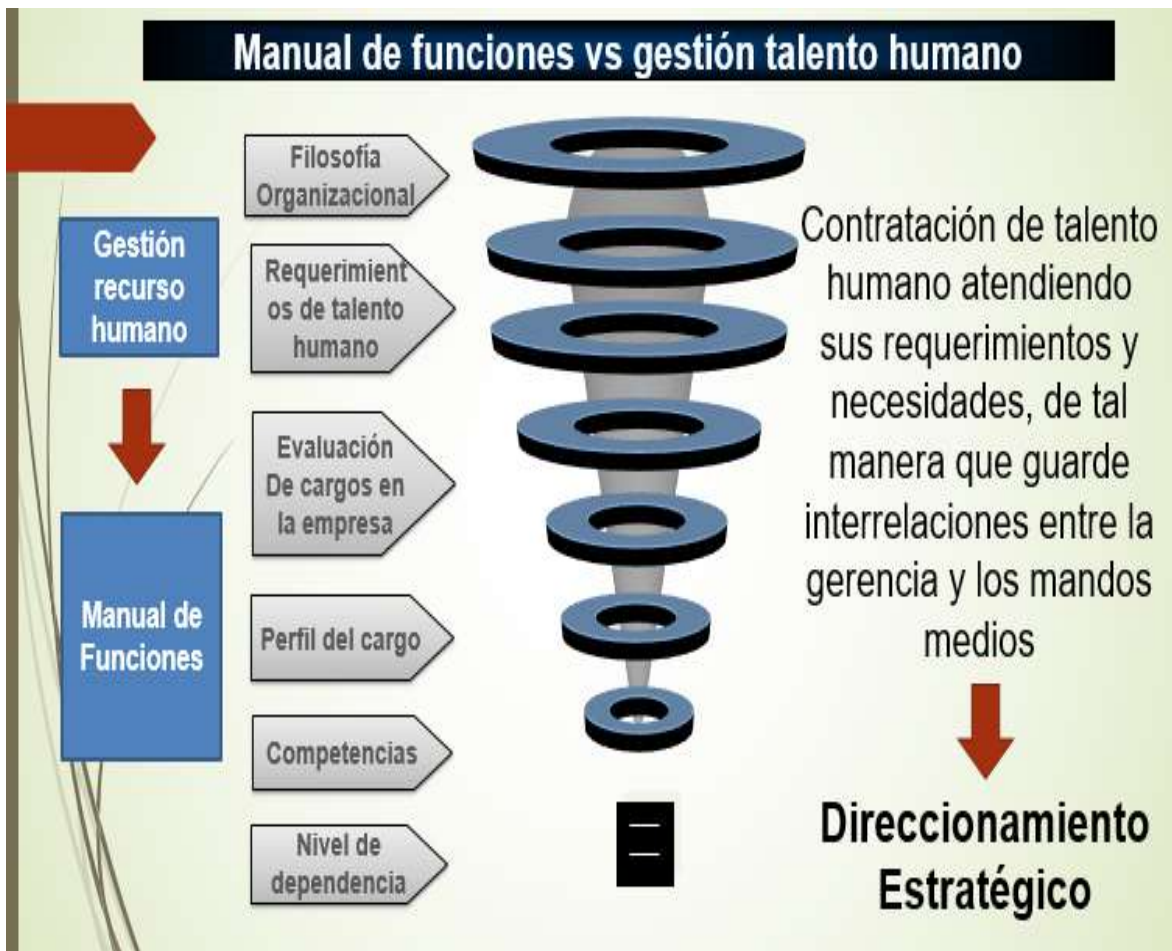 Manual de funciones vs gestión talento humano
Gestión
recurso
humano
Manual de
Funciones
Filosofía
Organizacional
Requerimient
os de talento
humano
Evaluación
De cargos en
la empresa
Perfil del cargo
Competencias
Nivel de
dependencia
Contratación de talento
humano atendiendo
sus requerimientos y
necesidades, de tal
manera que guarde
interrelaciones entre la
gerencia y los mandos
medios
Direccionamiento
Estratégico